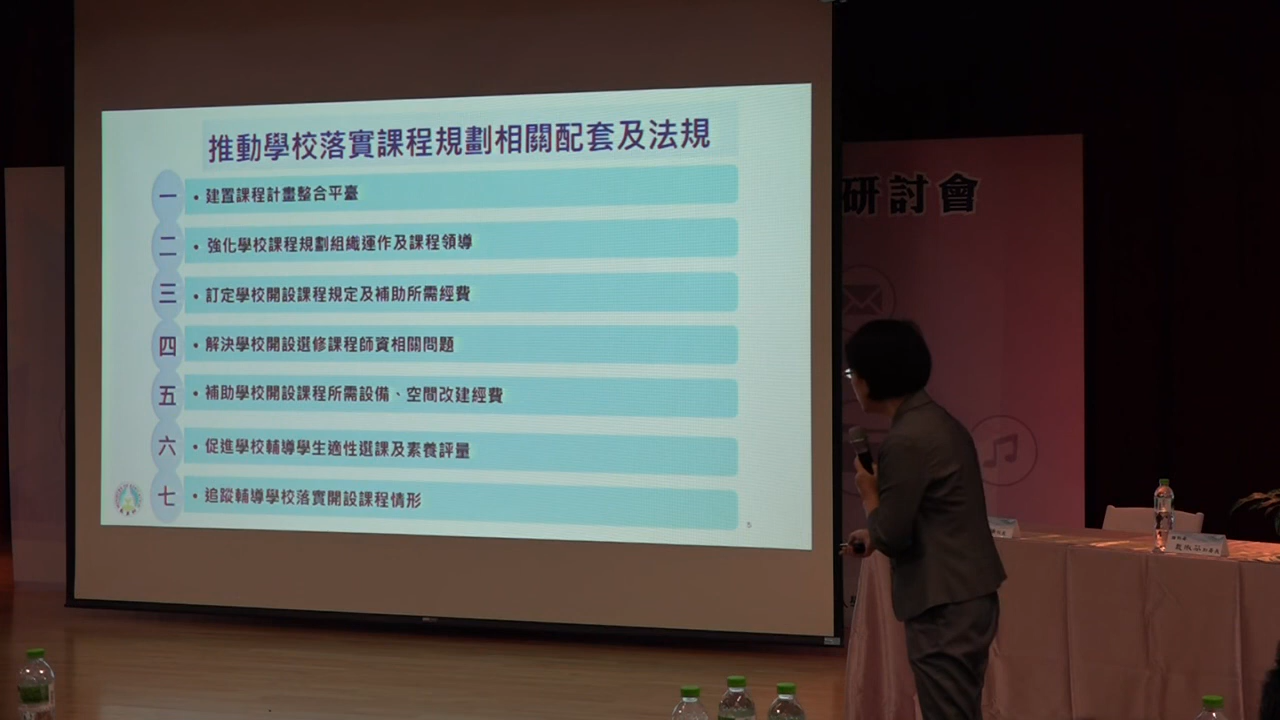 推動學校落實課程規劃相關配套及法規
一 • 建置課程計畫整合平臺
二 • 強化學校課程規劃組織運作及課程領導
三 • 訂定學校開設課程規定及補助所需經費
四 • 解決學校開設選修課程師資相關問題
五 • 補助學校開設課程所需設備、空間改建經費
六 • 促進學校輔導學生適性選課及素養評量
七 • 追蹤輔導學校落實開設課程情形
5
研討會